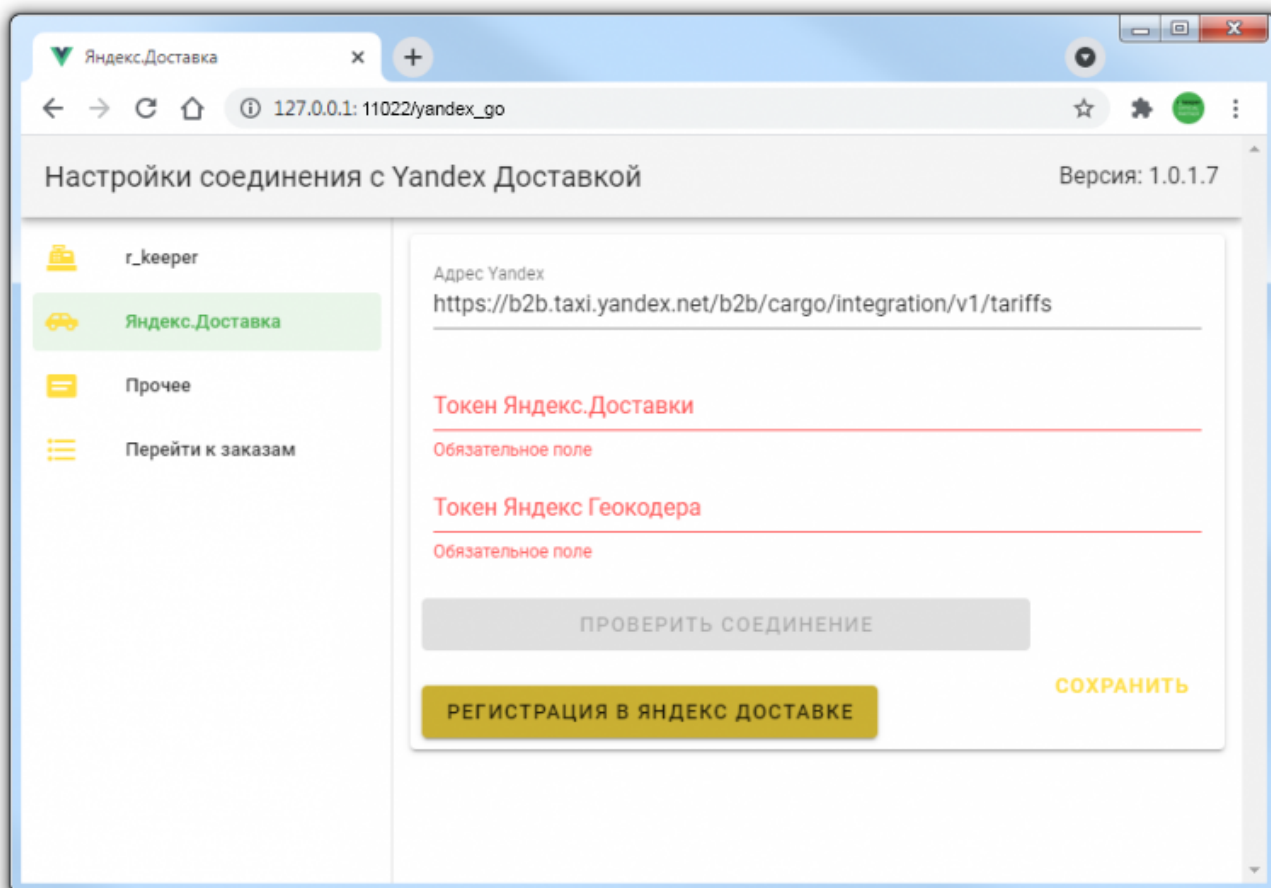 Яндекс.Доставка
127.0.0.1: 11022/yandex_go
Настройки соединения с Yandex Доставкой
Версия: 1.0.1.7
r_keeper
Яндекс.Доставка
Прочее
Перейти к заказам
Адрес Yandex
https://b2b.taxi.yandex.net/b2b/cargo/integration/v1/tariffs
Токен Яндекс.Доставки
Обязательное поле
Токен Яндекс Геокодера
Обязательное поле
ПРОВЕРИТЬ СОЕДИНЕНИЕ
СОХРАНИТЬ
РЕГИСТРАЦИЯ В ЯНДЕКС ДОСТАВКЕ